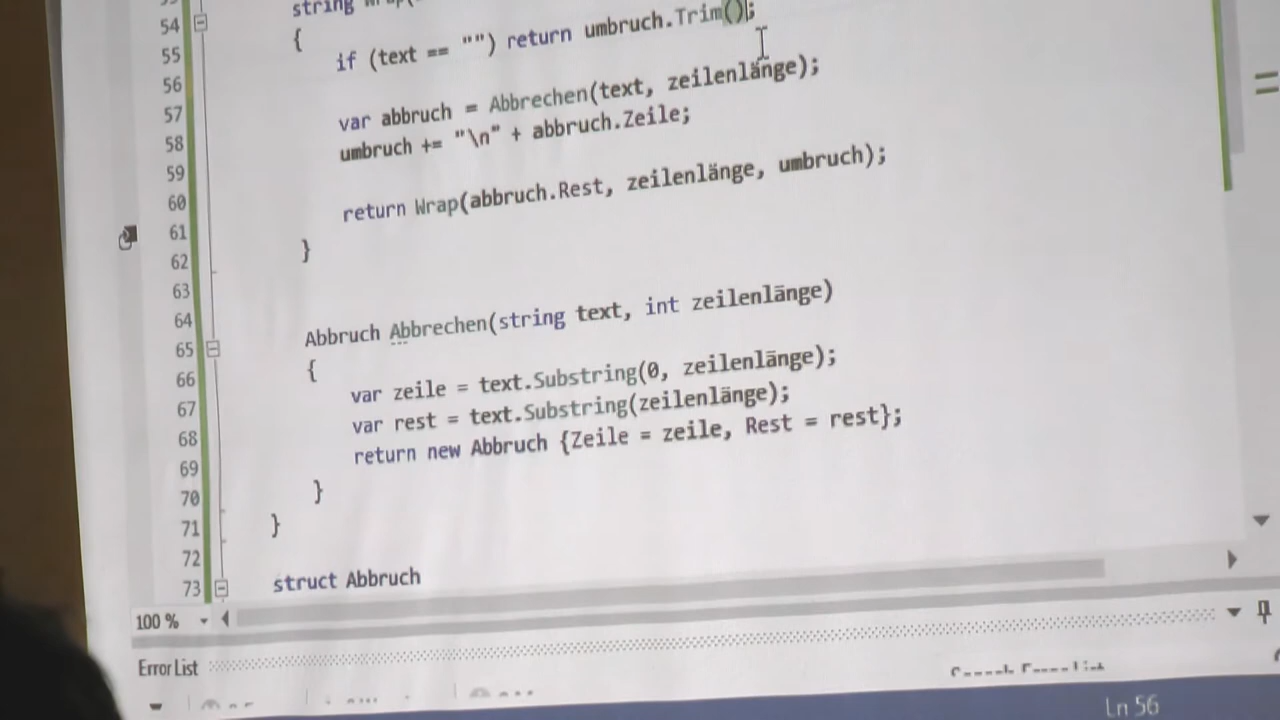 54
string Wrap(
55
{
56
if (text == "") return umbruch.Trim();
57
58
var abbruch = Abbrechen(text, zeilenlänge);
59
umbruch += "\n" + abbruch.Zeile;
60
61
return Wrap(abbruch.Rest, zeilenlänge, umbruch);
62
}
63
64
65
Abbruch Abbrechen(string text, int zeilenlänge)
66
{
67
var zeile = text.Substring(0, zeilenlänge);
68
var rest = text.Substring(zeilenlänge);
69
return new Abbruch {Zeile = zeile, Rest = rest};
70
}
71
}
72
73
struct Abbruch
100 %
Error List
Ln 56